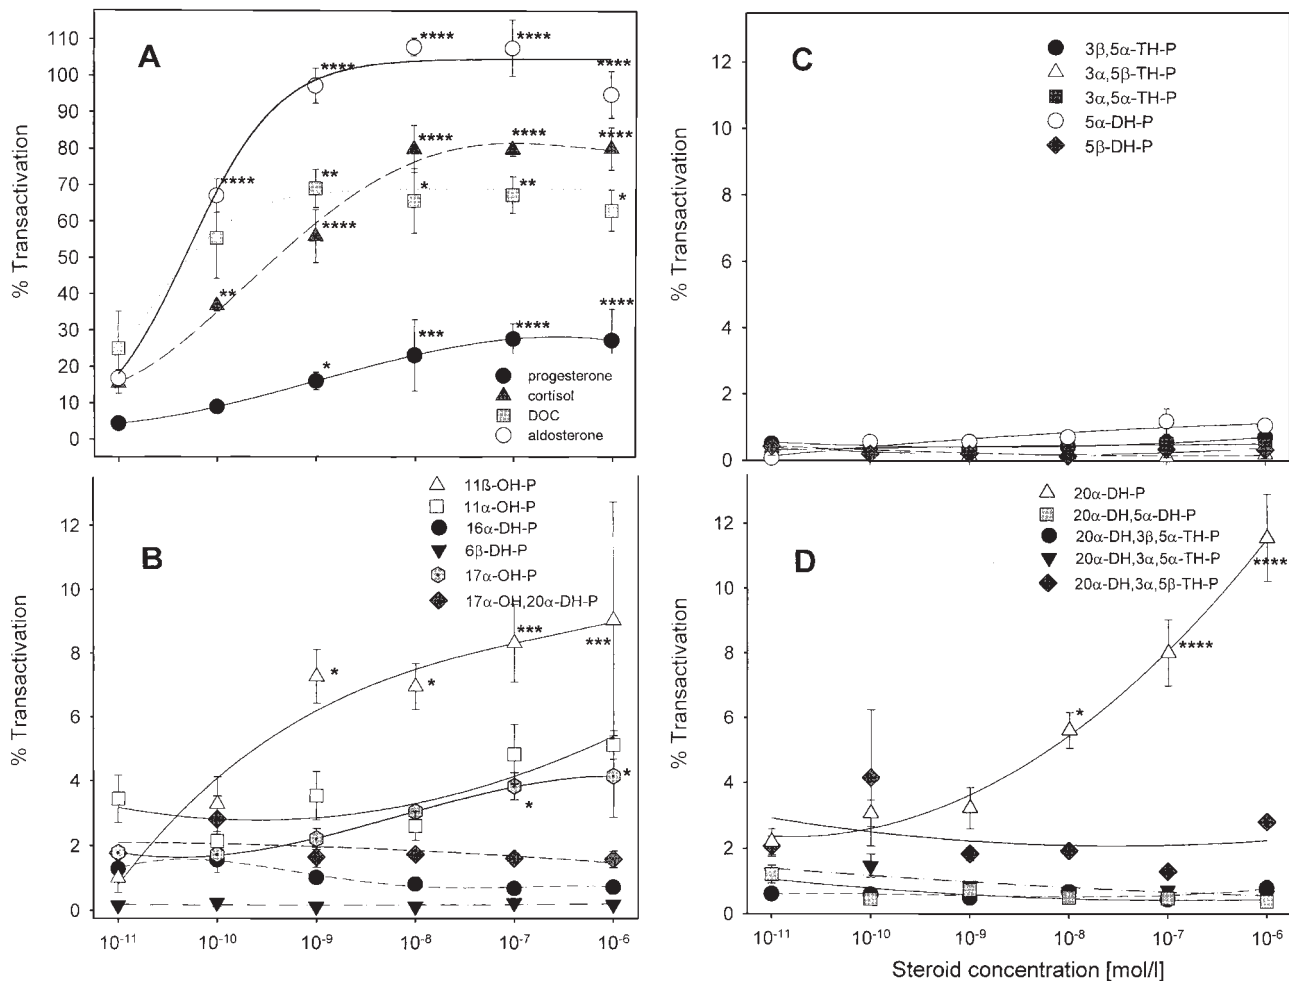 A
% Transactivation
110
100
90
80
70
60
50
40
30
20
10
0
****
****
****
****
****
**
*
**
*
****
****
****
****
**
*
***
****
****
progesterone
cortisol
DOC
aldosterone
B
% Transactivation
12
10
8
6
4
2
0
11ß-OH-P
11α-OH-P
16α-DH-P
6β-DH-P
17α-OH-P
17α-OH,20α-DH-P
*
*
***
***
*
*
10⁻¹¹
10⁻¹⁰
10⁻⁹
10⁻⁸
10⁻⁷
10⁻⁶
C
% Transactivation
12
10
8
6
4
2
0
3β,5α-TH-P
3α,5β-TH-P
3α,5α-TH-P
5α-DH-P
5β-DH-P
D
% Transactivation
12
10
8
6
4
2
0
20α-DH-P
20α-DH,5α-DH-P
20α-DH,3β,5α-TH-P
20α-DH,3α,5α-TH-P
20α-DH,3α,5β-TH-P
*
****
****
10⁻¹¹
10⁻¹⁰
10⁻⁹
10⁻⁸
10⁻⁷
10⁻⁶
Steroid concentration [mol/l]